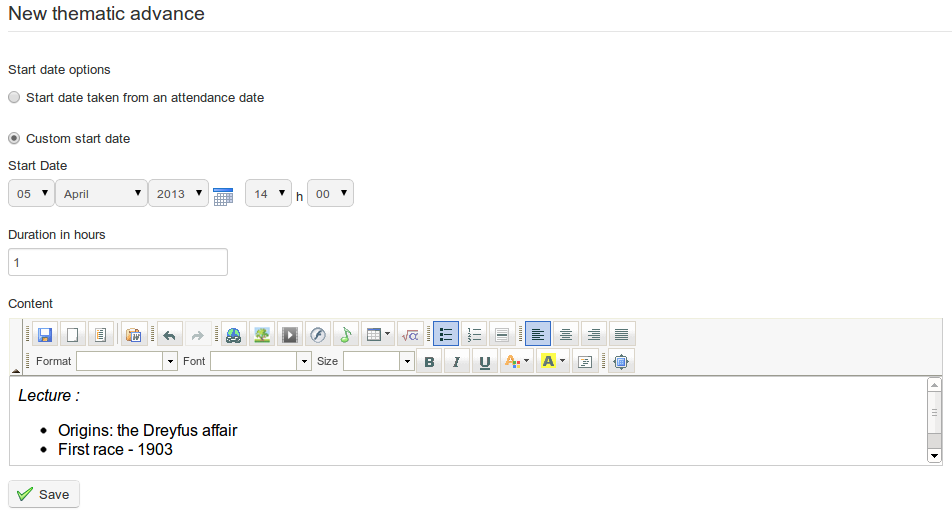 New thematic advance
Start date options
Start date taken from an attendance date
Custom start date
Start Date
05 April 2013 14 h 00
Duration in hours
1
Content
Format Font Size B I U A A
Lecture :
Origins: the Dreyfus affair
First race - 1903
Save